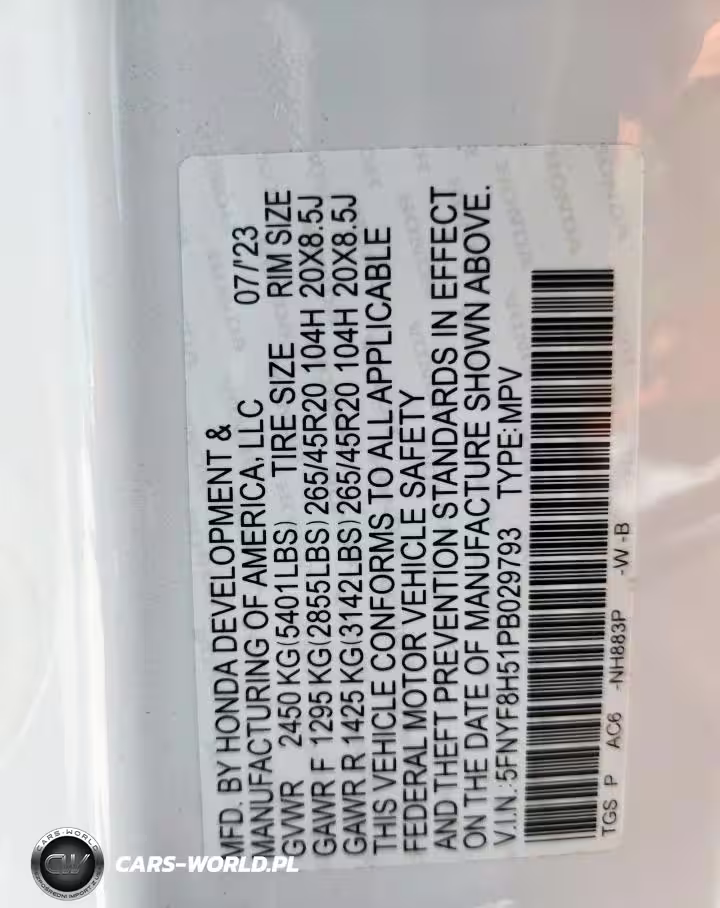 MFD. BY HONDA DEVELOPMENT &
MANUFACTURING OF AMERICA, LLC 07/'23
GVWR 2450 KG(5401LBS) TIRE SIZE RIM SIZE
GAWR F 1295 KG(2855LBS) 265/45R20 104H 20X8.5J
GAWR R 1425 KG(3142LBS) 265/45R20 104H 20X8.5J
THIS VEHICLE CONFORMS TO ALL APPLICABLE
FEDERAL MOTOR VEHICLE SAFETY
AND THEFT PREVENTION STANDARDS IN EFFECT
ON THE DATE OF MANUFACTURE SHOWN ABOVE.
V.I.N.:5FNYF8H51PB029793 TYPE:MPV
TGS P AC6 -NH883P -W -B
CARS-WORLD
CW
CARS-WORLD.PL